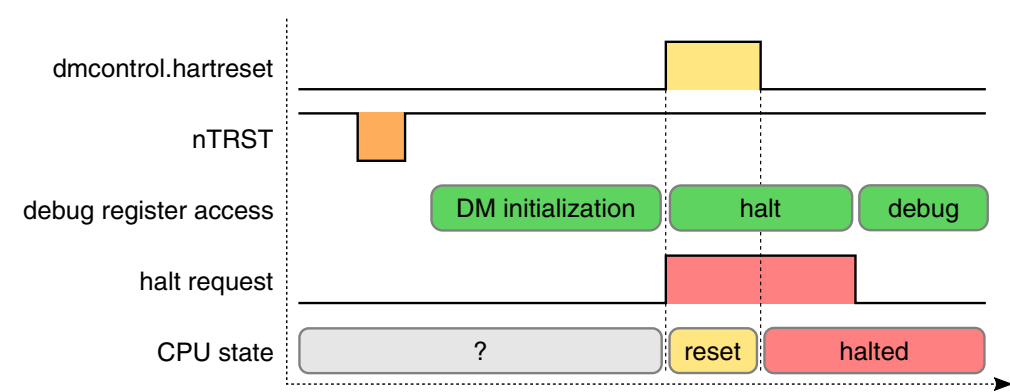 dmcontrol.hartreset
nTRST
debug register access
DM initialization
halt
debug
halt request
CPU state
?
reset
halted